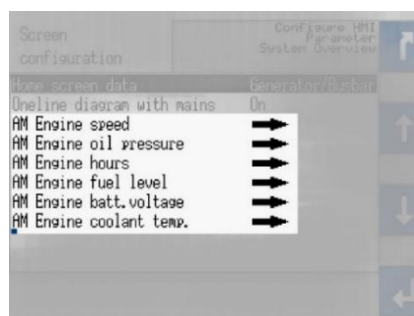 Screen
configuration
Configure HMI
Parameter
System Overview
Home screen data Generator/Busbar
Oneline diagram with mains On
AM Engine speed
AM Engine oil pressure
AM Engine hours
AM Engine fuel level
AM Engine batt.voltage
AM Engine coolant temp.